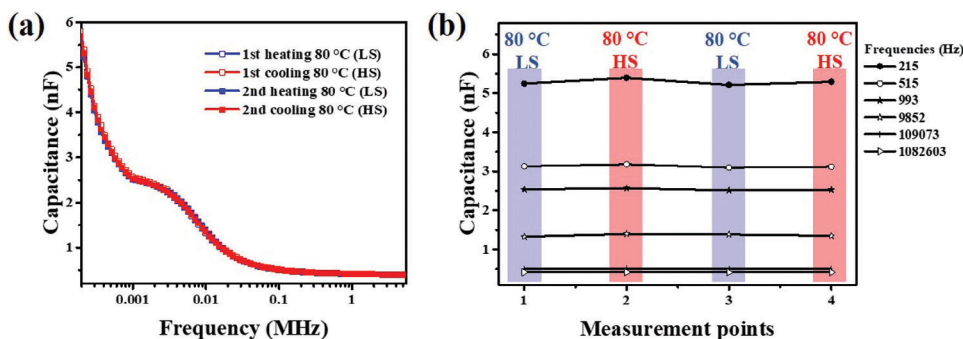 (a)
6
5
4
3
2
1
Capacitance (nF)
1st heating 80 °C (LS)
1st cooling 80 °C (HS)
2nd heating 80 °C (LS)
2nd cooling 80 °C (HS)
0.001
0.01
0.1
1
Frequency (MHz)
(b)
6
5
4
3
2
1
Capacitance (nF)
80 °C
LS
80 °C
HS
80 °C
LS
80 °C
HS
1
2
3
4
Measurement points
Frequencies (Hz)
215
515
993
9852
109073
1082603